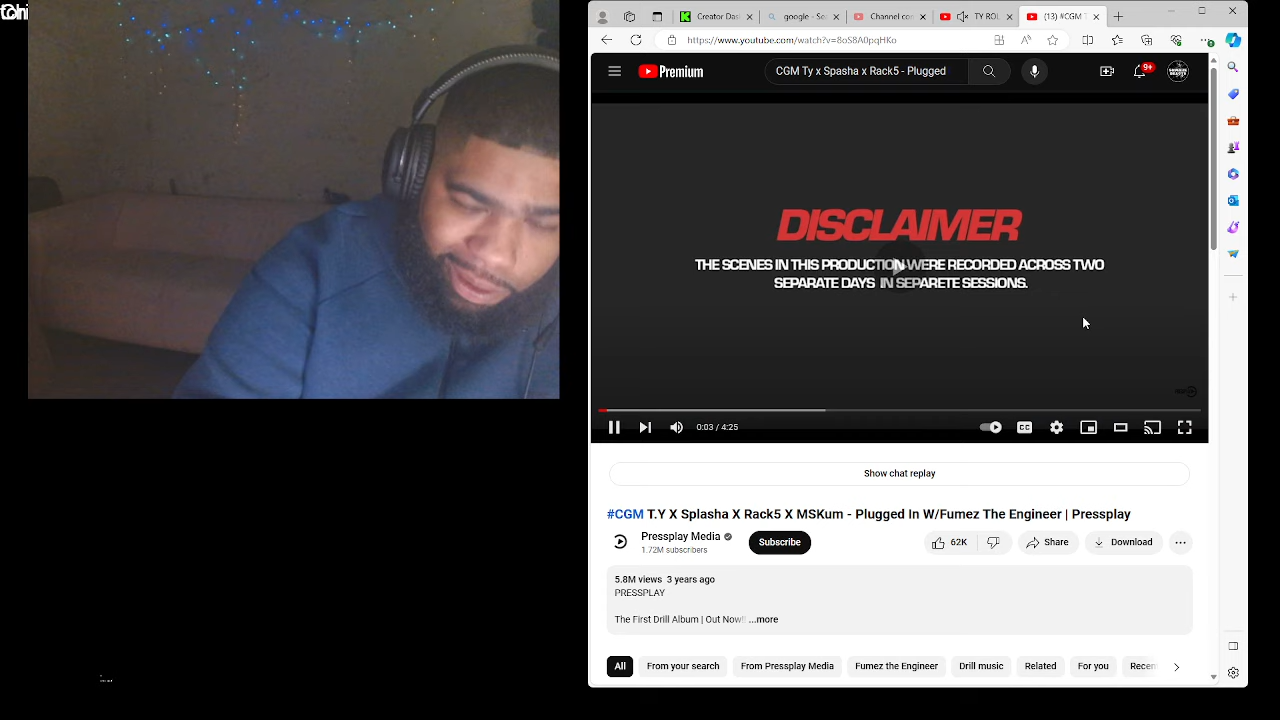 Creator Das
google - Se
Channel con
TY ROL
(13) #CGM T
https://www.youtube.com/watch?v=8oS8A0pqHKo
Premium
CGM Ty x Spasha x Rack5 - Plugged
9+
DISCLAIMER
THE SCENES IN THIS PRODUCTION WERE RECORDED ACROSS TWO
SEPARATE DAYS IN SEPARETE SESSIONS.
0:03 / 4:25
CC
Show chat replay
#CGM T.Y X Splasha X Rack5 X MSKum - Plugged In W/Fumez The Engineer | Pressplay
Pressplay Media
1.72M subscribers
Subscribe
62K
Share
Download
5.8M views 3 years ago
PRESSPLAY
The First Drill Album | Out Now! ...more
All
From your search
From Pressplay Media
Fumez the Engineer
Drill music
Related
For you
Recen